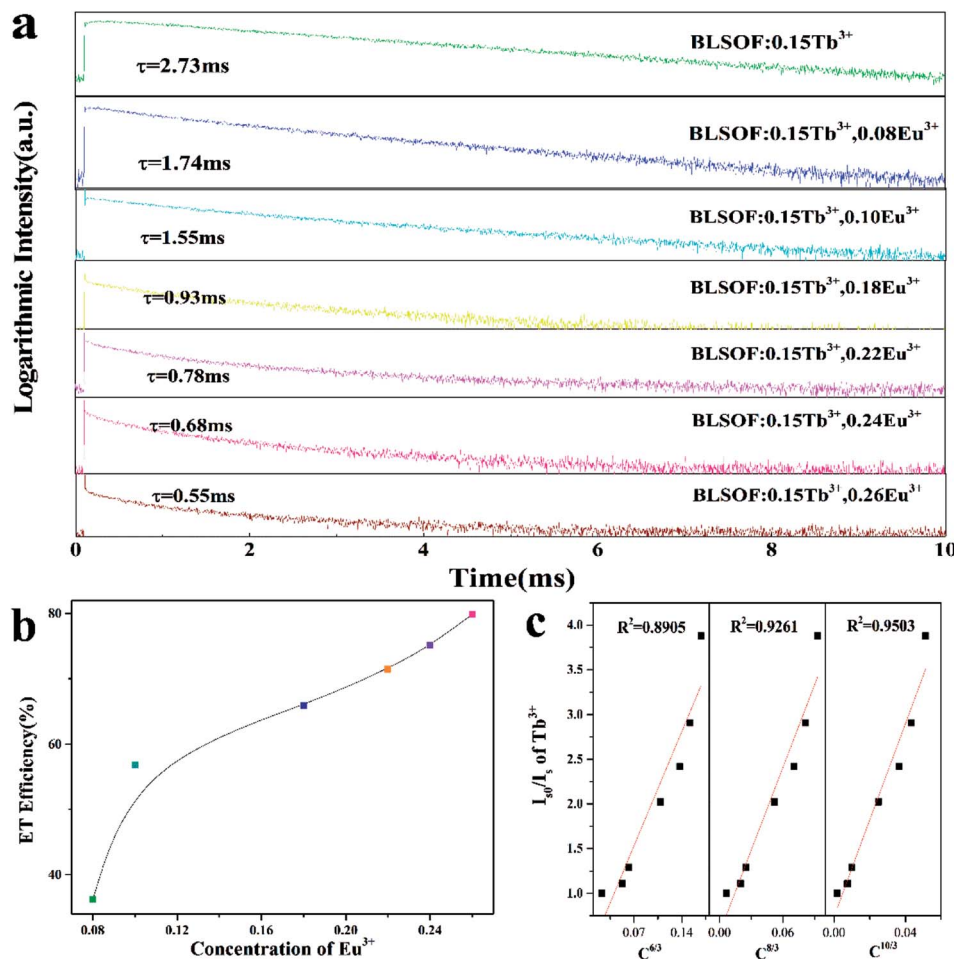 a
Logarithmic Intensity(a.u.)
BLSOF:0.15Tb³⁺
τ=2.73ms
BLSOF:0.15Tb³⁺,0.08Eu³⁺
τ=1.74ms
BLSOF:0.15Tb³⁺,0.10Eu³⁺
τ=1.55ms
BLSOF:0.15Tb³⁺,0.18Eu³⁺
τ=0.93ms
BLSOF:0.15Tb³⁺,0.22Eu³⁺
τ=0.78ms
BLSOF:0.15Tb³⁺,0.24Eu³⁺
τ=0.68ms
BLSOF:0.15Tb³⁺,0.26Eu³⁺
τ=0.55ms
0 2 4 6 8 10
Time(ms)
b
ET Efficiency(%)
80
60
40
0.08 0.12 0.16 0.20 0.24
Concentration of Eu³⁺
c
I_s0/I_s of Tb³⁺
R²=0.8905 R²=0.9261 R²=0.9503
4.0
3.5
3.0
2.5
2.0
1.5
1.0
0.07 0.14 0.00 0.06 0.00 0.04
C^6/3 C^8/3 C^10/3